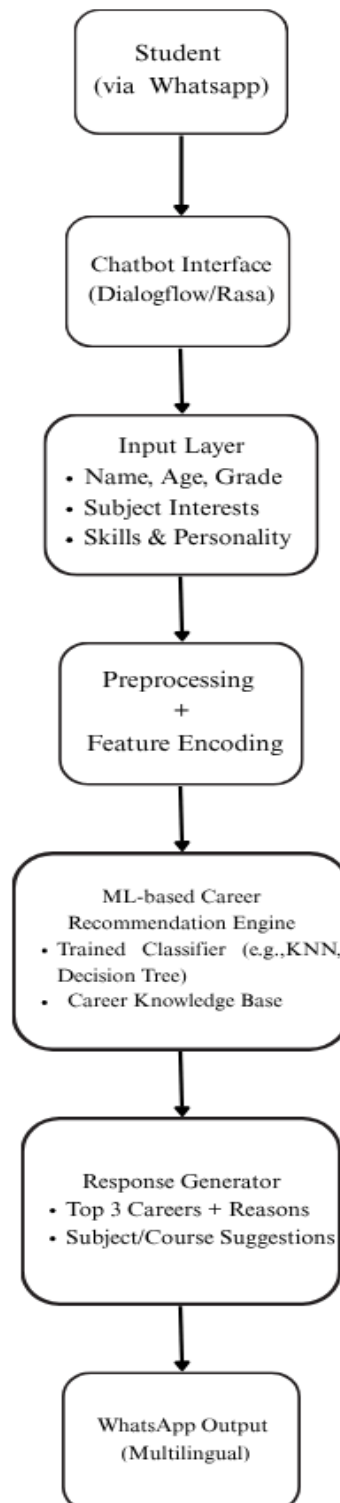 Student
(via Whatsapp)
Chatbot Interface
(Dialogflow/Rasa)
Input Layer
• Name, Age, Grade
• Subject Interests
• Skills & Personality
Preprocessing
+
Feature Encoding
ML-based Career
Recommendation Engine
• Trained Classifier (e.g.,KNN,
Decision Tree)
• Career Knowledge Base
Response Generator
• Top 3 Careers + Reasons
• Subject/Course Suggestions
WhatsApp Output
(Multilingual)